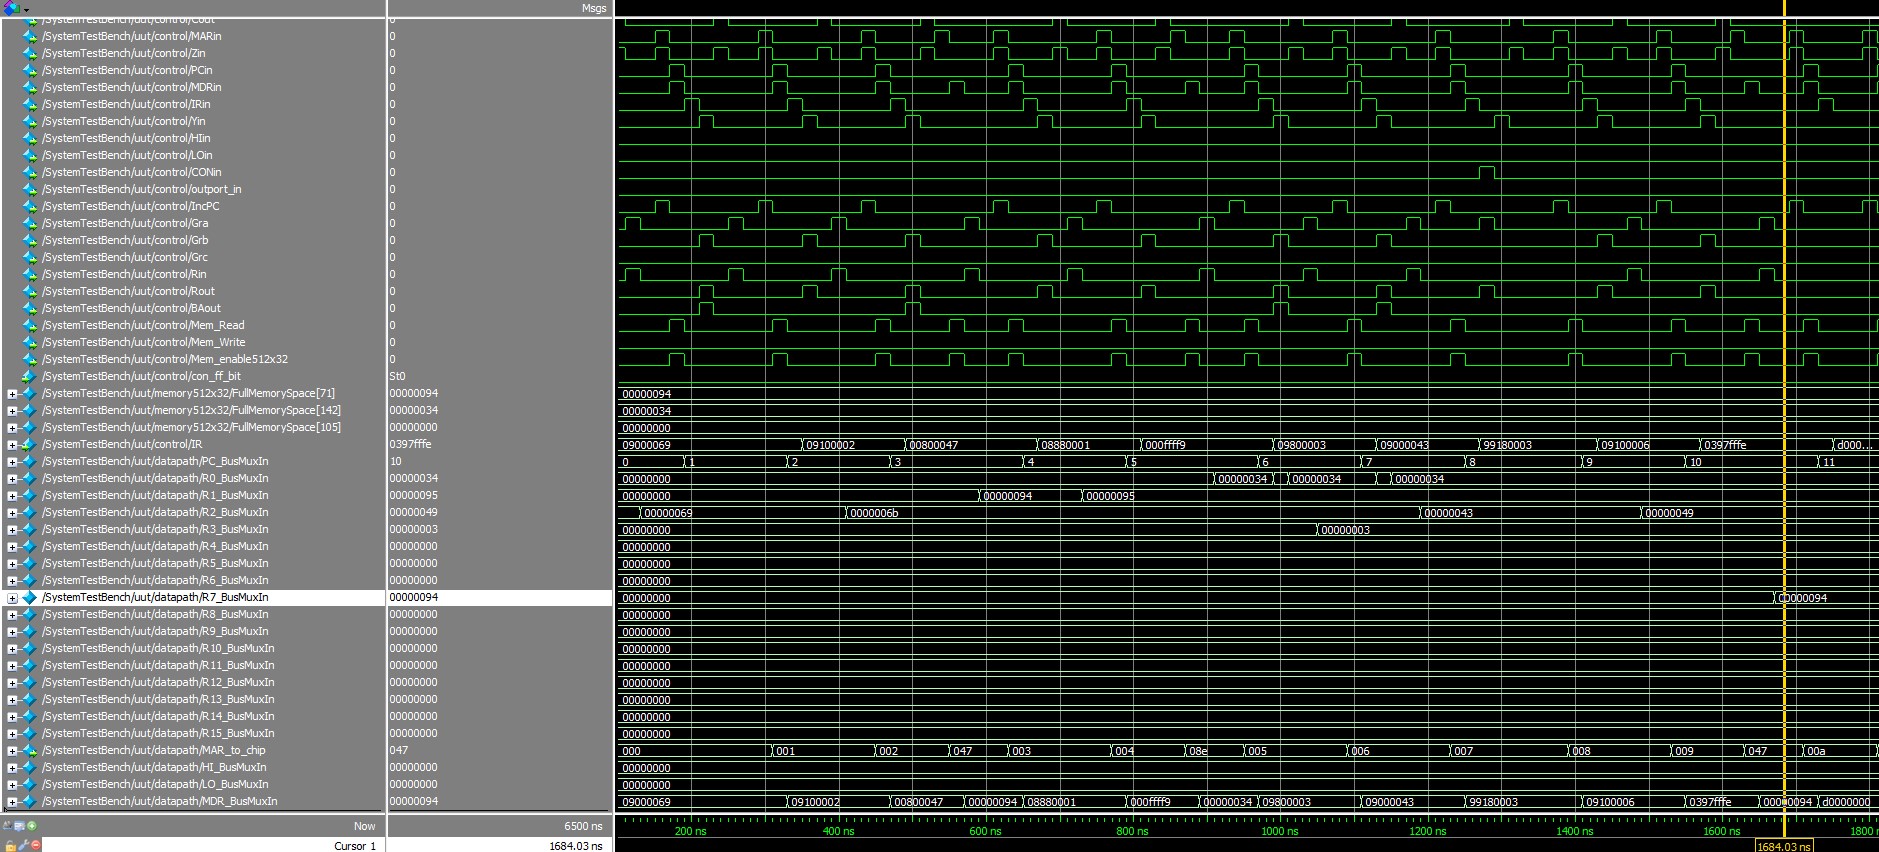 Msgs
/SystemTestBench/uut/control/Cout 0
/SystemTestBench/uut/control/MARin 0
/SystemTestBench/uut/control/Zin 0
/SystemTestBench/uut/control/PCin 0
/SystemTestBench/uut/control/MDRin 0
/SystemTestBench/uut/control/IRin 0
/SystemTestBench/uut/control/Yin 0
/SystemTestBench/uut/control/HIin 0
/SystemTestBench/uut/control/LOin 0
/SystemTestBench/uut/control/CONin 0
/SystemTestBench/uut/control/outport_in 0
/SystemTestBench/uut/control/IncPC 0
/SystemTestBench/uut/control/Gra 0
/SystemTestBench/uut/control/Grb 0
/SystemTestBench/uut/control/Grc 0
/SystemTestBench/uut/control/Rin 0
/SystemTestBench/uut/control/Rout 0
/SystemTestBench/uut/control/BAout 0
/SystemTestBench/uut/control/Mem_Read 0
/SystemTestBench/uut/control/Mem_Write 0
/SystemTestBench/uut/control/Mem_enable512x32 0
/SystemTestBench/uut/control/con_ff_bit St0
/SystemTestBench/uut/memory512x32/FullMemorySpace[71] 00000094 00000094
/SystemTestBench/uut/memory512x32/FullMemorySpace[142] 00000034 00000034
/SystemTestBench/uut/memory512x32/FullMemorySpace[105] 00000000 00000000
/SystemTestBench/uut/control/IR 0397fffe 09000069 09100002 00800047 08880001 000ffff9 09800003 09000043 99180003 09100006 0397fffe d000...
/SystemTestBench/uut/datapath/PC_BusMuxIn 10 0 1 2 3 4 5 6 7 8 9 10 11
/SystemTestBench/uut/datapath/R0_BusMuxIn 00000034 00000000 00000034 00000034 00000034
/SystemTestBench/uut/datapath/R1_BusMuxIn 00000095 00000000 00000094 00000095
/SystemTestBench/uut/datapath/R2_BusMuxIn 00000049 00000069 0000006b 00000043 00000049
/SystemTestBench/uut/datapath/R3_BusMuxIn 00000003 00000000 00000003
/SystemTestBench/uut/datapath/R4_BusMuxIn 00000000 00000000
/SystemTestBench/uut/datapath/R5_BusMuxIn 00000000 00000000
/SystemTestBench/uut/datapath/R6_BusMuxIn 00000000 00000000
/SystemTestBench/uut/datapath/R7_BusMuxIn 00000094 00000000 00000094
/SystemTestBench/uut/datapath/R8_BusMuxIn 00000000 00000000
/SystemTestBench/uut/datapath/R9_BusMuxIn 00000000 00000000
/SystemTestBench/uut/datapath/R10_BusMuxIn 00000000 00000000
/SystemTestBench/uut/datapath/R11_BusMuxIn 00000000 00000000
/SystemTestBench/uut/datapath/R12_BusMuxIn 00000000 00000000
/SystemTestBench/uut/datapath/R13_BusMuxIn 00000000 00000000
/SystemTestBench/uut/datapath/R14_BusMuxIn 00000000 00000000
/SystemTestBench/uut/datapath/R15_BusMuxIn 00000000 00000000
/SystemTestBench/uut/datapath/MAR_to_chip 047 000 001 002 047 003 004 08e 005 006 007 008 009 047 00a
/SystemTestBench/uut/datapath/HI_BusMuxIn 00000000 00000000
/SystemTestBench/uut/datapath/LO_BusMuxIn 00000000 00000000
/SystemTestBench/uut/datapath/MDR_BusMuxIn 00000094 09000069 09100002 00800047 00000094 08880001 000ffff9 00000034 09800003 09000043 99180003 09100006 0397fffe 00000094 d0000000
Now 6500 ns 200 ns 400 ns 600 ns 800 ns 1000 ns 1200 ns 1400 ns 1600 ns 1800
Cursor 1 1684.03 ns 1684.03 ns